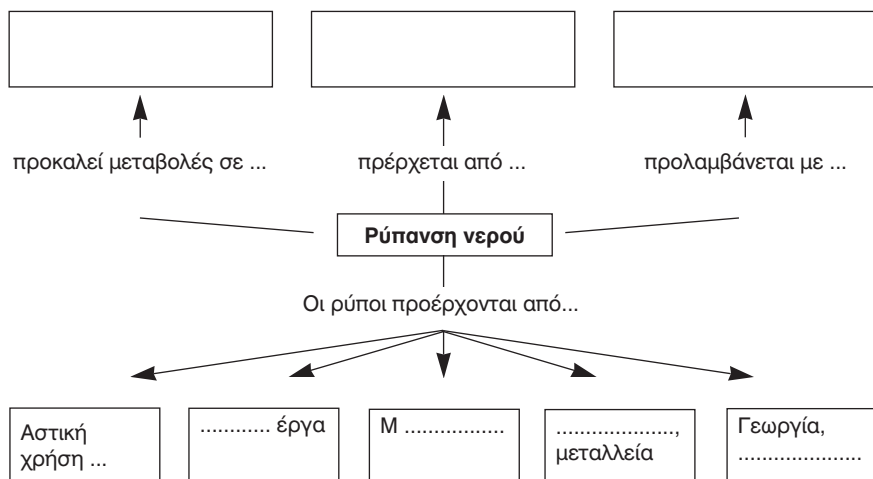 προκαλεί μεταβολές σε ...
πρέρχεται από ...
προλαμβάνεται με ...
Ρύπανση νερού
Οι ρύποι προέρχονται από...
Αστική
χρήση ...
............ έργα
Μ .................
....................,
μεταλλεία
Γεωργία,
.....................